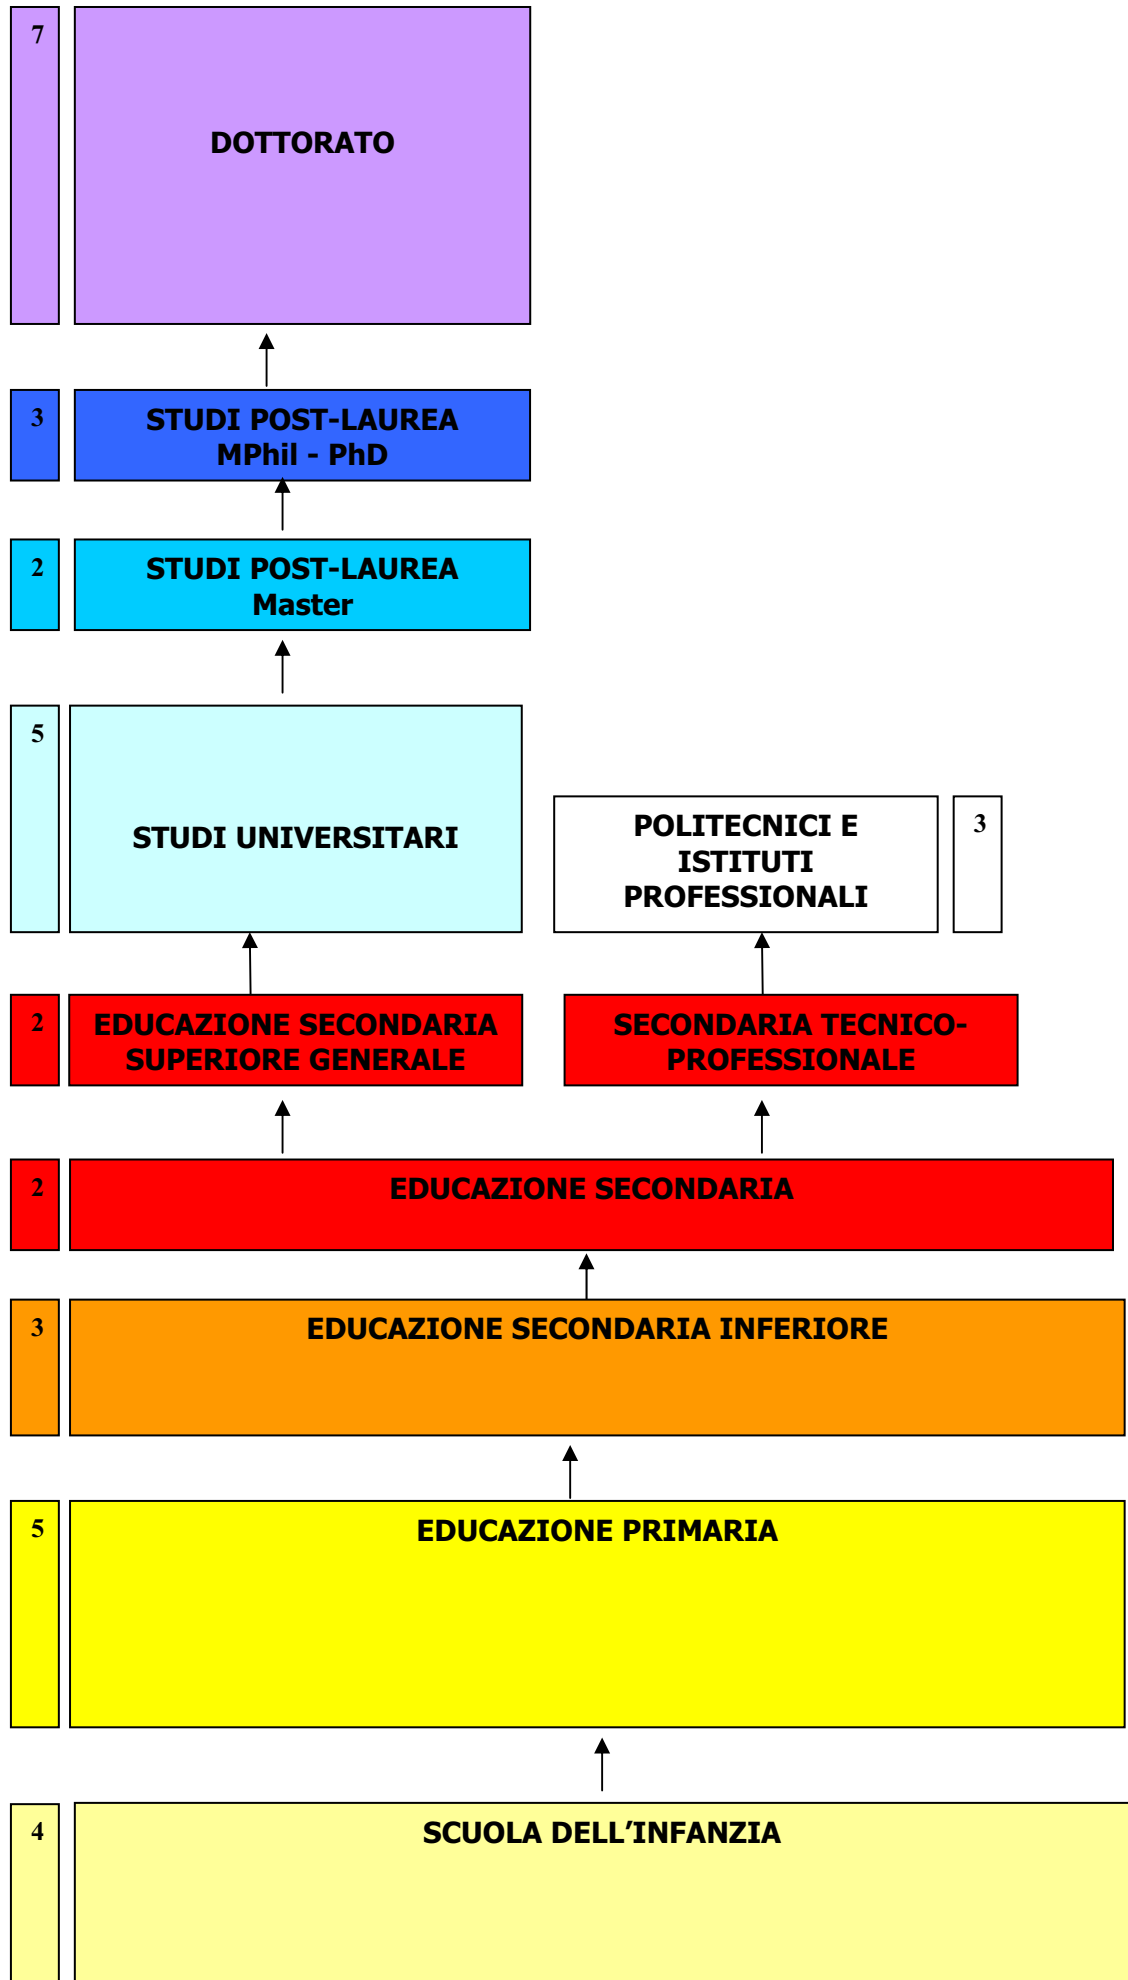 7
DOTTORATO
3
STUDI POST-LAUREA
MPhil - PhD
2
STUDI POST-LAUREA
Master
5
STUDI UNIVERSITARI
POLITECNICI E
ISTITUTI
PROFESSIONALI
3
2
EDUCAZIONE SECONDARIA
SUPERIORE GENERALE
SECONDARIA TECNICO-
PROFESSIONALE
2
EDUCAZIONE SECONDARIA
3
EDUCAZIONE SECONDARIA INFERIORE
5
EDUCAZIONE PRIMARIA
4
SCUOLA DELL’INFANZIA